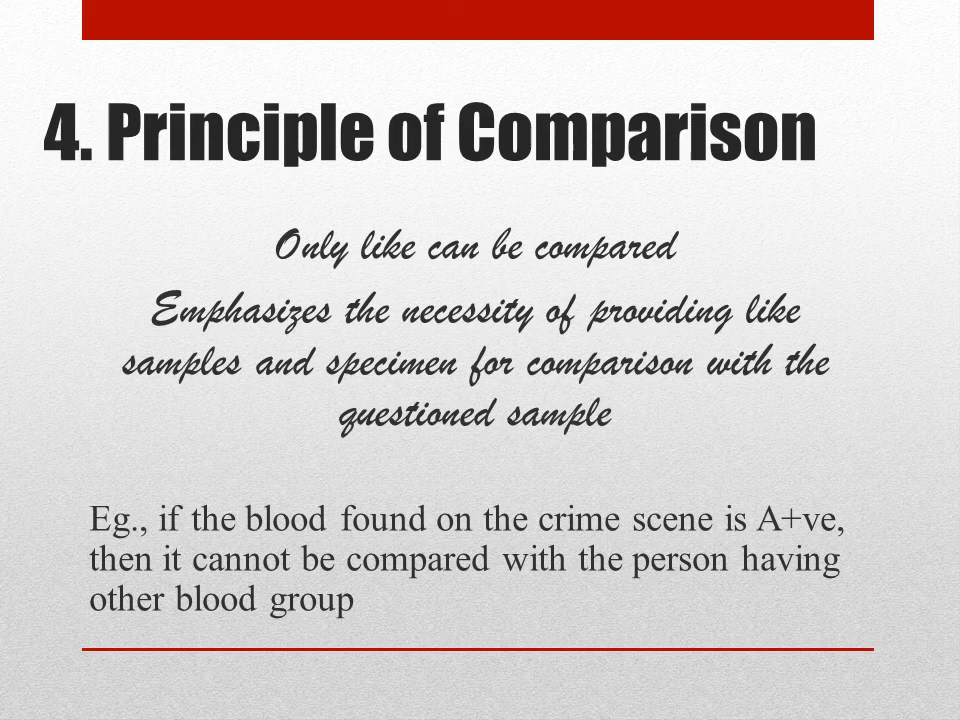 4. Principle of Comparison
Only like can be compared
Emphasizes the necessity of providing like
samples and specimen for comparison with the
questioned sample
Eg., if the blood found on the crime scene is A+ve,
then it cannot be compared with the person having
other blood group